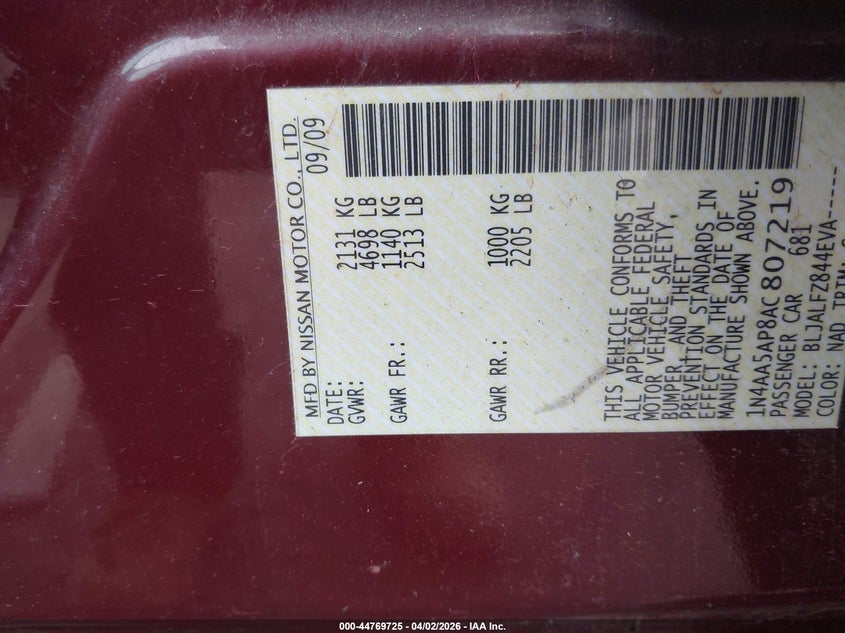 MFD BY NISSAN MOTOR CO., LTD.
DATE: 09/09
GVWR: 2131 KG
4698 LB
GAWR FR.: 1140 KG
2513 LB
GAWR RR.: 1000 KG
2205 LB
THIS VEHICLE CONFORMS TO
ALL APPLICABLE FEDERAL
MOTOR VEHICLE SAFETY,
BUMPER AND THEFT
PREVENTION STANDARDS IN
EFFECT ON THE DATE OF
MANUFACTURE SHOWN ABOVE.
1N4AA5AP8AC807219
PASSENGER CAR 681
MODEL: BLJALFZ844EVA-----
COLOR: NAD TRIM:
000-44769725 - 04/02/2026 - IAA Inc.